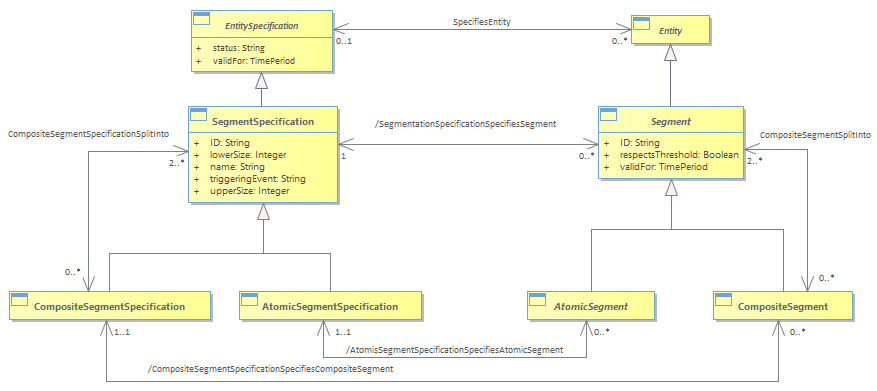 EntitySpecification
+ status: String
+ validFor: TimePeriod
SpecifiesEntity
0..1
0..*
Entity
SegmentSpecification
+ ID: String
+ lowerSize: Integer
+ name: String
+ triggeringEvent: String
+ upperSize: Integer
/SegmentationSpecificationSpecifiesSegment
1
0..*
Segment
+ ID: String
+ respectsThreshold: Boolean
+ validFor: TimePeriod
CompositeSegmentSpecificationSplitInto
2..*
0..*
CompositeSegmentSplitInto
2..*
0..*
CompositeSegmentSpecification
AtomicSegmentSpecification
AtomicSegment
CompositeSegment
1..1
1..1
0..*
0..*
/AtomisSegmentSpecificationSpecifiesAtomicSegment
/CompositeSegmentSpecificationSpecifiesCompositeSegment